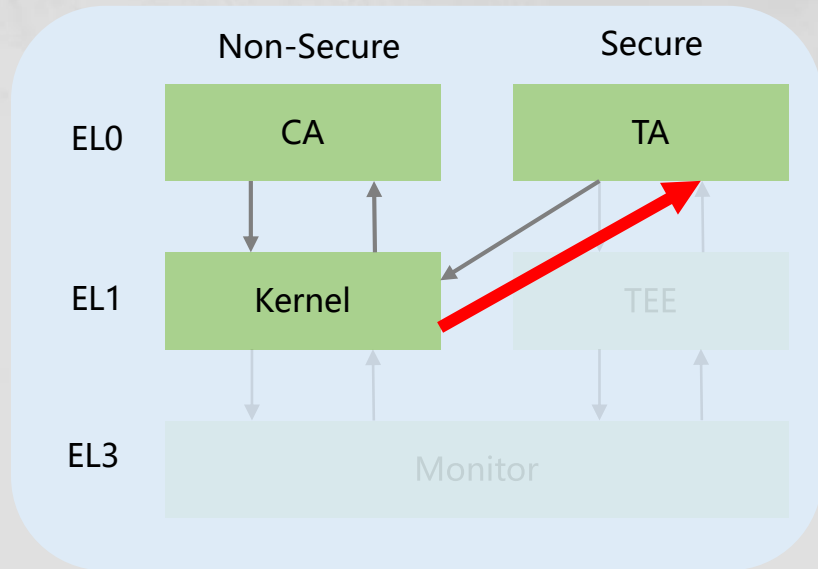 Non-Secure
Secure
EL0
CA
TA
EL1
Kernel
TEE
EL3
Monitor